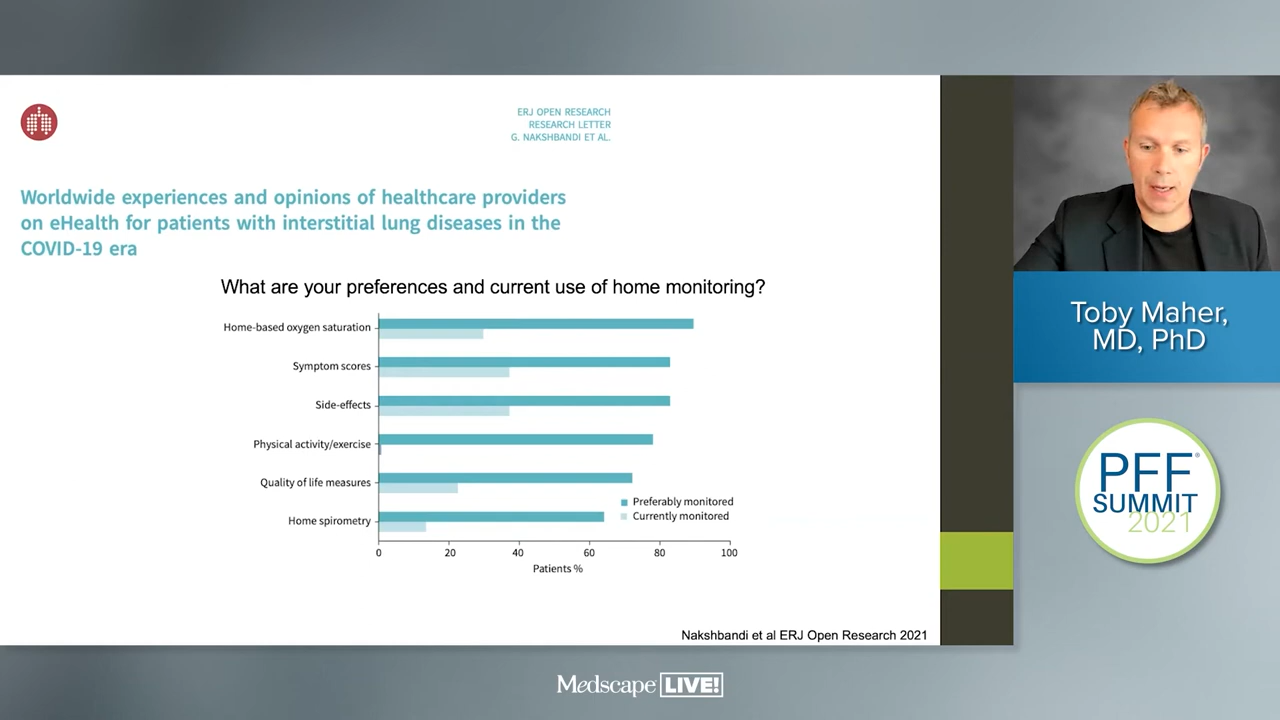 ERJ OPEN RESEARCH
RESEARCH LETTER
G. NAKSHBANDI ET AL.
Worldwide experiences and opinions of healthcare providers
on eHealth for patients with interstitial lung diseases in the
COVID-19 era
What are your preferences and current use of home monitoring?
Home-based oxygen saturation
Symptom scores
Side-effects
Physical activity/exercise
Quality of life measures
Home spirometry
Preferably monitored
Currently monitored
0 20 40 60 80 100
Patients %
Nakshbandi et al ERJ Open Research 2021
Toby Maher,
MD, PhD
PFF®
SUMMIT
2021
Medscape LIVE!